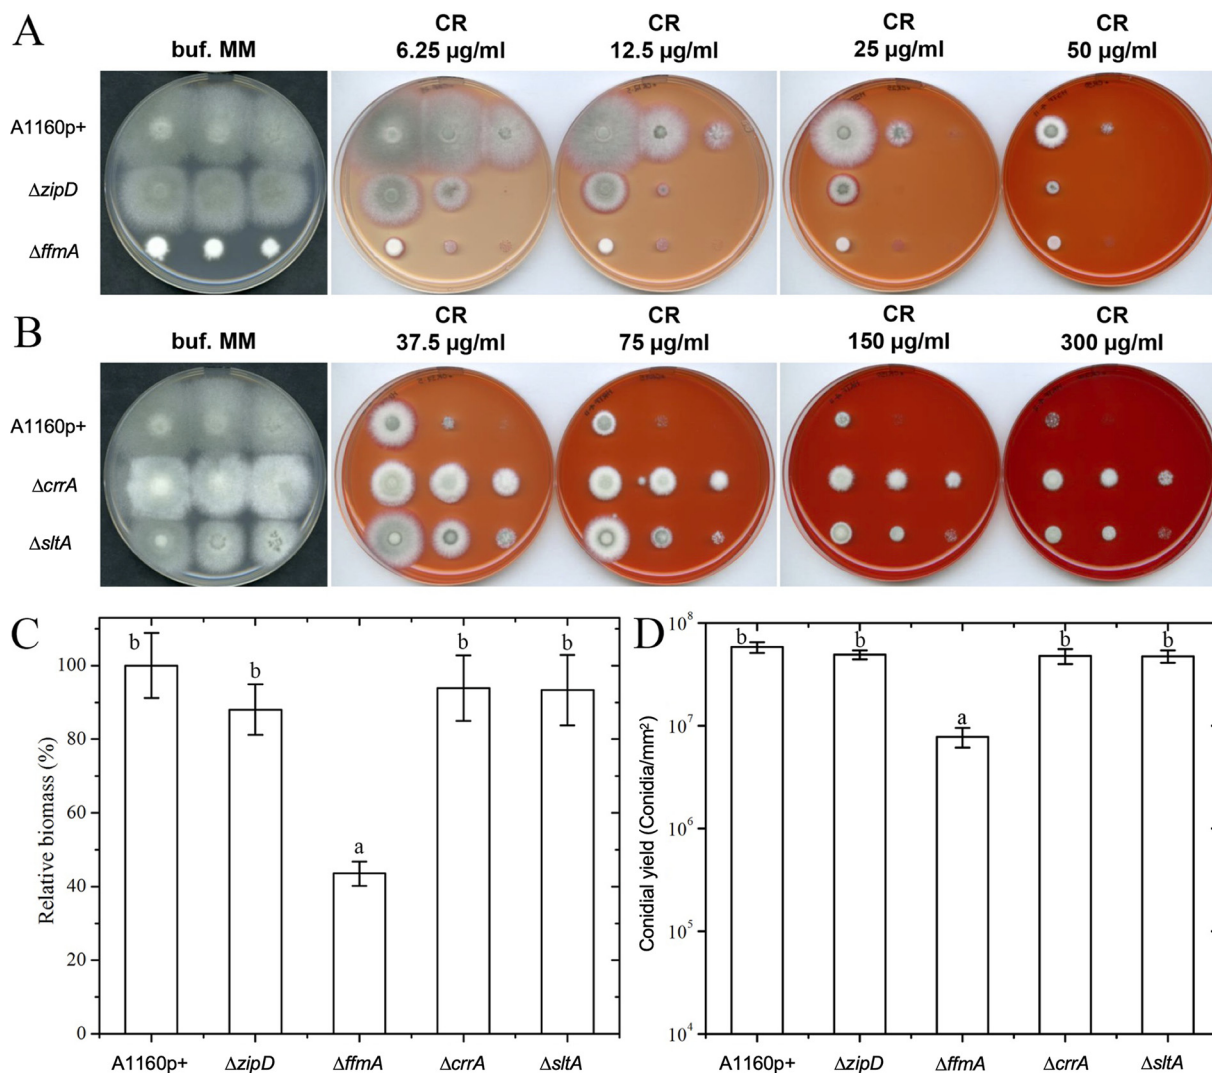 A
buf. MM
CR
6.25 µg/ml
CR
12.5 µg/ml
CR
25 µg/ml
CR
50 µg/ml
A1160p+
ΔzipD
ΔffmA
B
buf. MM
CR
37.5 µg/ml
CR
75 µg/ml
CR
150 µg/ml
CR
300 µg/ml
A1160p+
ΔcrrA
ΔsltA
C
Relative biomass (%)
100
80
60
40
20
0
b
b
a
b
b
A1160p+
ΔzipD
ΔffmA
ΔcrrA
ΔsltA
D
Conidial yield (Conidia/mm²)
10⁸
10⁷
10⁶
10⁵
10⁴
b
b
a
b
b
A1160p+
ΔzipD
ΔffmA
ΔcrrA
ΔsltA